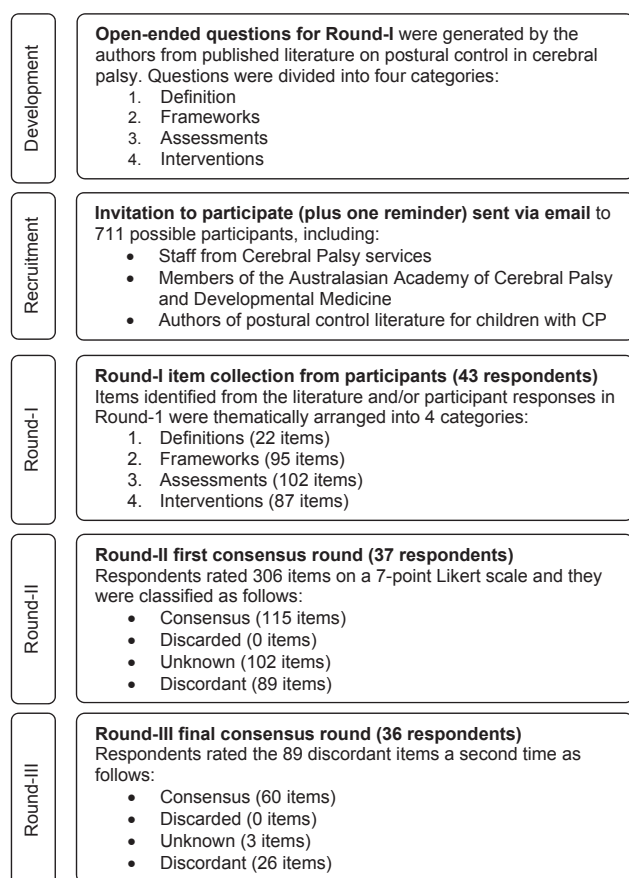 Development
Open-ended questions for Round-I were generated by the
authors from published literature on postural control in cerebral
palsy. Questions were divided into four categories:
1. Definition
2. Frameworks
3. Assessments
4. Interventions
Recruitment
Invitation to participate (plus one reminder) sent via email to
711 possible participants, including:
• Staff from Cerebral Palsy services
• Members of the Australasian Academy of Cerebral Palsy
and Developmental Medicine
• Authors of postural control literature for children with CP
Round-I
Round-I item collection from participants (43 respondents)
Items identified from the literature and/or participant responses in
Round-1 were thematically arranged into 4 categories:
1. Definitions (22 items)
2. Frameworks (95 items)
3. Assessments (102 items)
4. Interventions (87 items)
Round-II
Round-II first consensus round (37 respondents)
Respondents rated 306 items on a 7-point Likert scale and they
were classified as follows:
• Consensus (115 items)
• Discarded (0 items)
• Unknown (102 items)
• Discordant (89 items)
Round-III
Round-III final consensus round (36 respondents)
Respondents rated the 89 discordant items a second time as
follows:
• Consensus (60 items)
• Discarded (0 items)
• Unknown (3 items)
• Discordant (26 items)